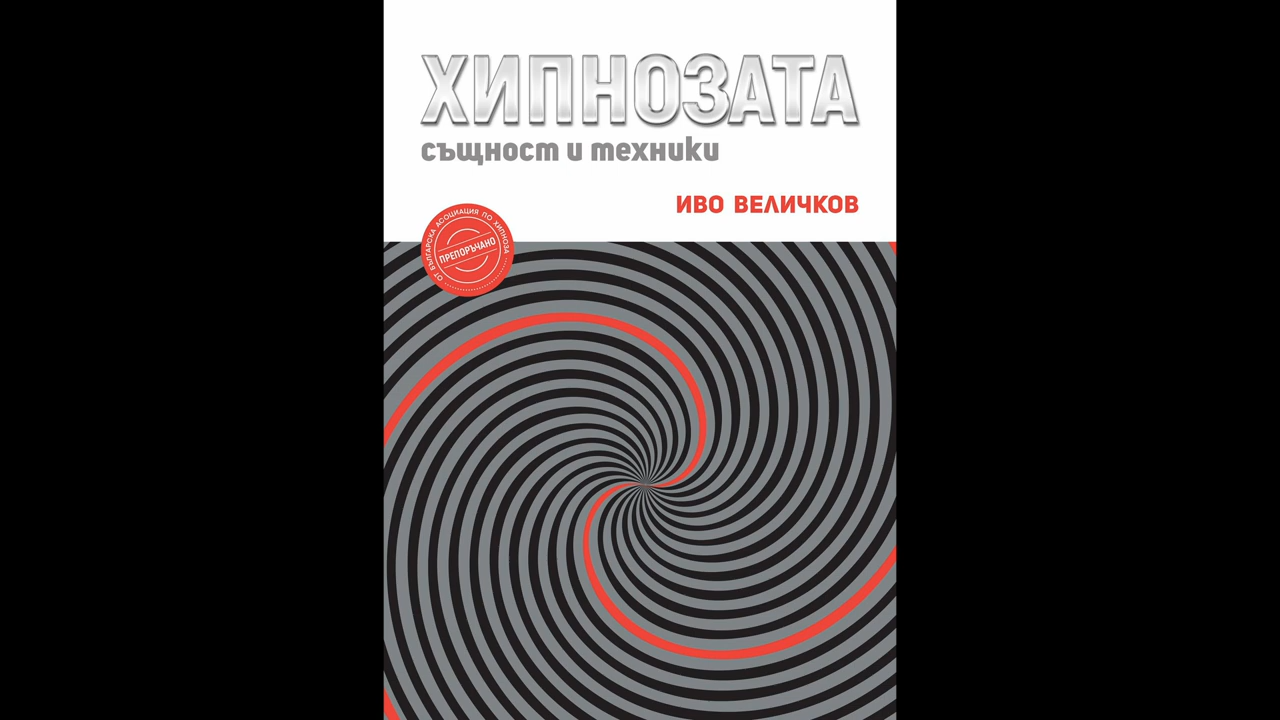 ХИПНОЗАТА
същност и техники
ИВО ВЕЛИЧКОВ
ОТ БЪЛГАРСКА АСОЦИАЦИЯ ПО ХИПНОЗА
ПРЕПОРЪЧАНО